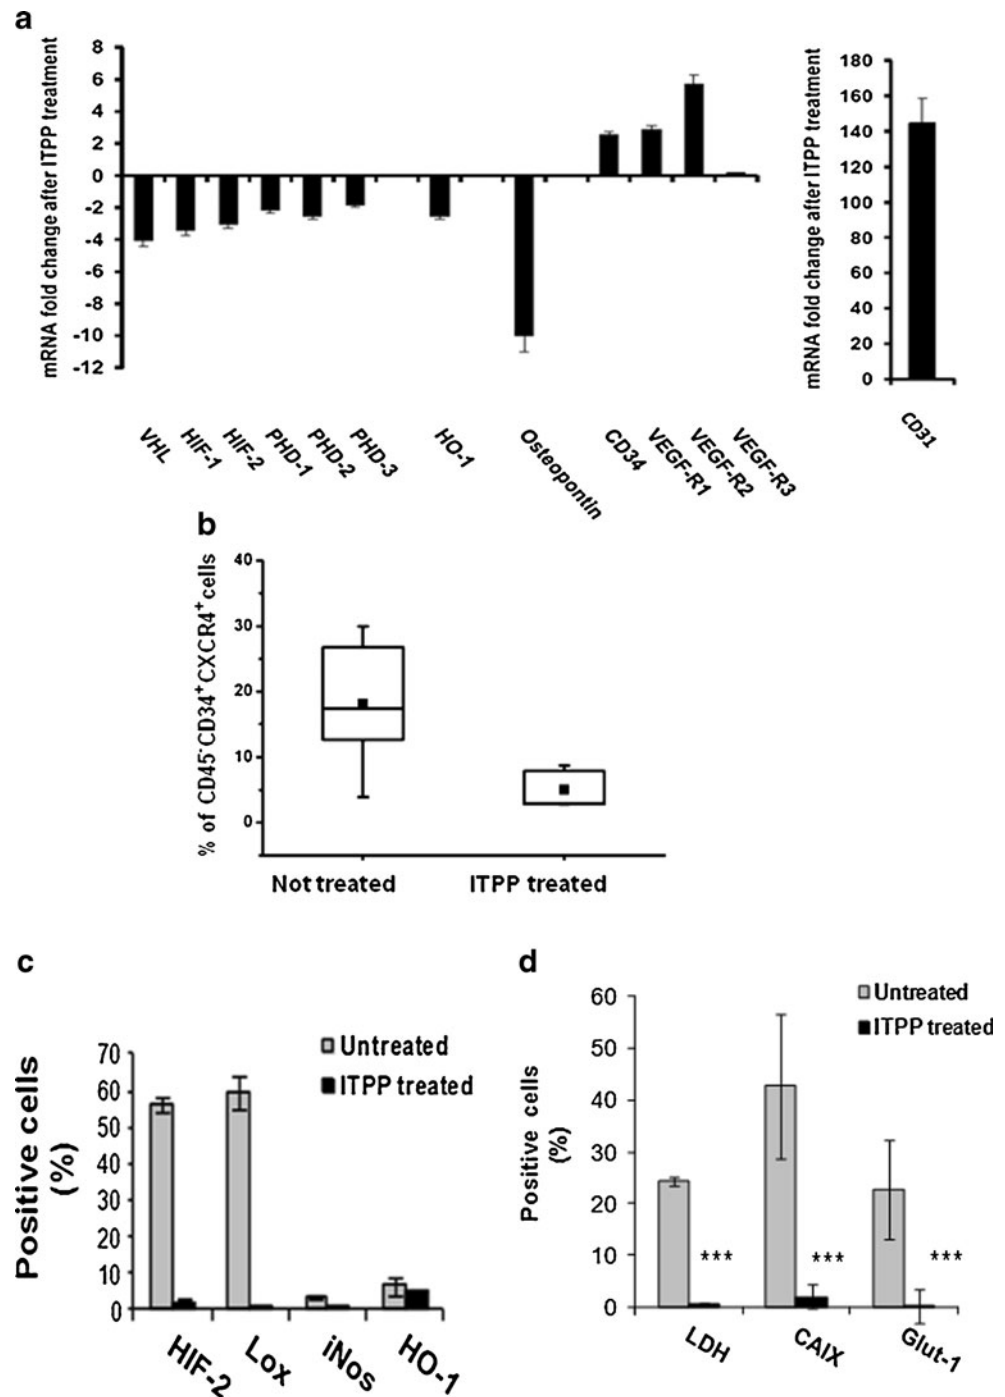 a
mRNA fold change after ITPP treatment
8
6
4
2
0
-2
-4
-6
-8
-10
-12
VHL
HIF-1
HIF-2
PHD-1
PHD-2
PHD-3
HO-1
Osteopontin
CD34
VEGF-R1
VEGF-R2
VEGF-R3
mRNA fold change after ITPP treatment
180
160
140
120
100
80
60
40
20
0
CD31
b
% of CD45-CD34+CXCR4+cells
40
30
20
10
0
Not treated
ITPP treated
c
Positive cells
(%)
70
60
50
40
30
20
10
0
Untreated
ITPP treated
HIF-2
Lox
iNos
HO-1
d
Positive cells
(%)
60
50
40
30
20
10
0
Untreated
ITPP treated
***
***
***
LDH
CAIX
Glut-1